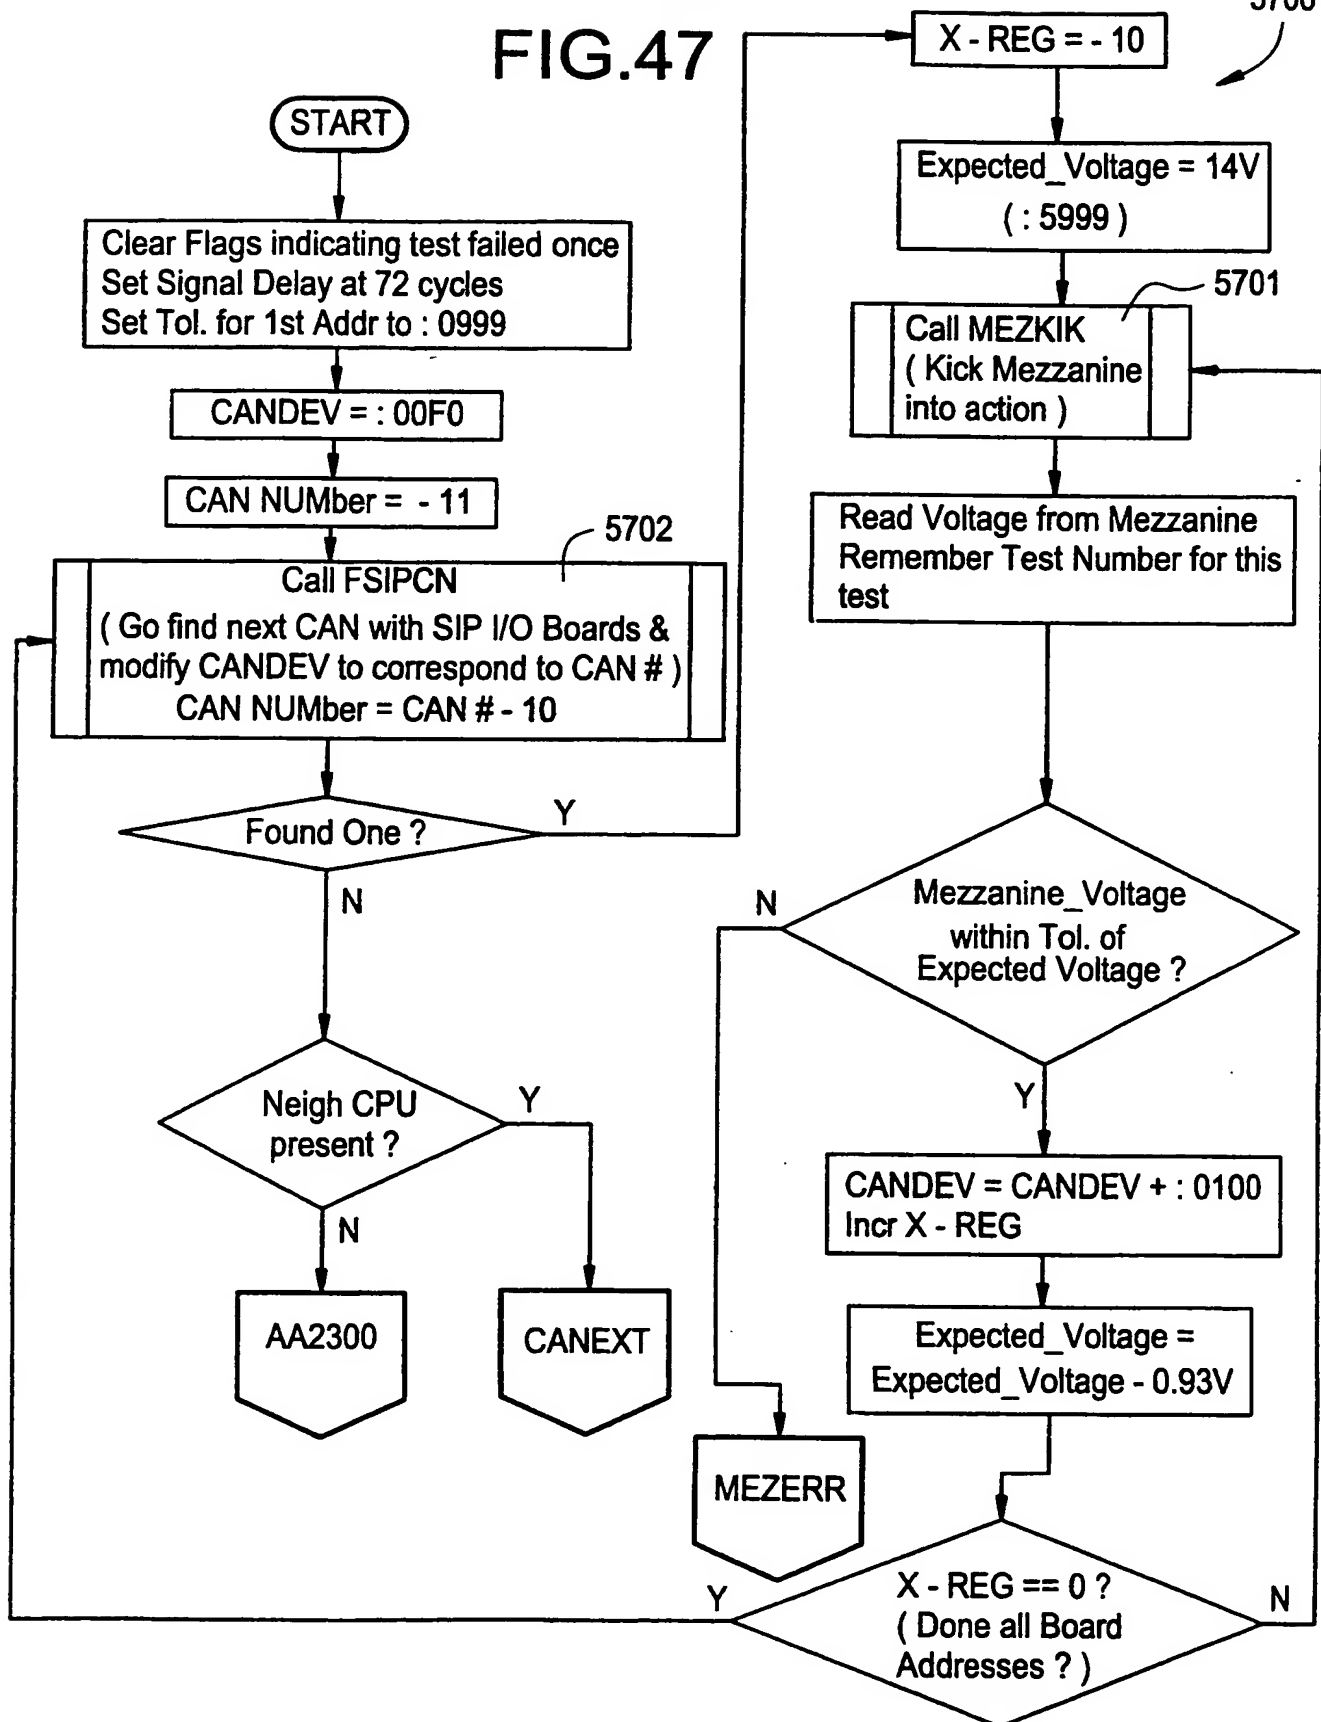 FIG.47
START
Clear Flags indicating test failed once
Set Signal Delay at 72 cycles
Set Tol. for 1st Addr to : 0999
CANDEV = : 00F0
CAN NUMber = - 11
5702
Call FSIPCN
( Go find next CAN with SIP I/O Boards &
modify CANDEV to correspond to CAN # )
CAN NUMber = CAN # - 10
Found One ?
Y
N
Neigh CPU
present ?
Y
N
AA2300
CANEXT
X - REG = - 10
Expected_Voltage = 14V
( : 5999 )
5701
Call MEZKIK
( Kick Mezzanine
into action )
Read Voltage from Mezzanine
Remember Test Number for this
test
Mezzanine_Voltage
within Tol. of
Expected Voltage ?
N
Y
MEZERR
CANDEV = CANDEV + : 0100
Incr X - REG
Expected_Voltage =
Expected_Voltage - 0.93V
X - REG == 0 ?
( Done all Board
Addresses ? )
Y
N